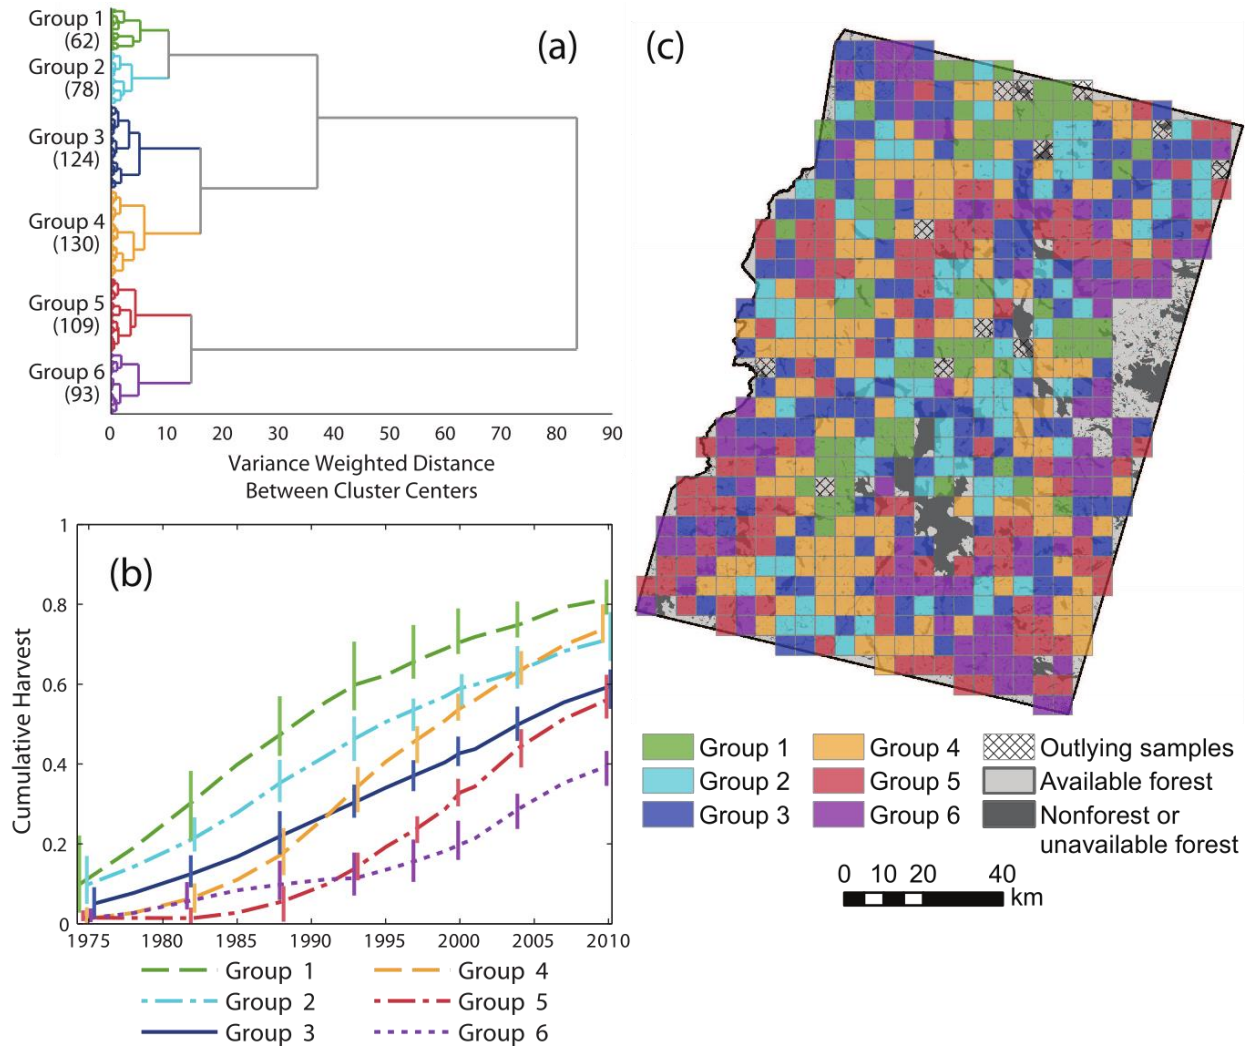 (a)
Group 1
(62)
Group 2
(78)
Group 3
(124)
Group 4
(130)
Group 5
(109)
Group 6
(93)
0 10 20 30 40 50 60 70 80 90
Variance Weighted Distance
Between Cluster Centers
(b)
1
0.8
0.6
0.4
0.2
0
Cumulative Harvest
1975 1980 1985 1990 1995 2000 2005 2010
Group 1
Group 2
Group 3
Group 4
Group 5
Group 6
(c)
Group 1
Group 2
Group 3
Group 4
Group 5
Group 6
Outlying samples
Available forest
Nonforest or
unavailable forest
0 10 20 40
km